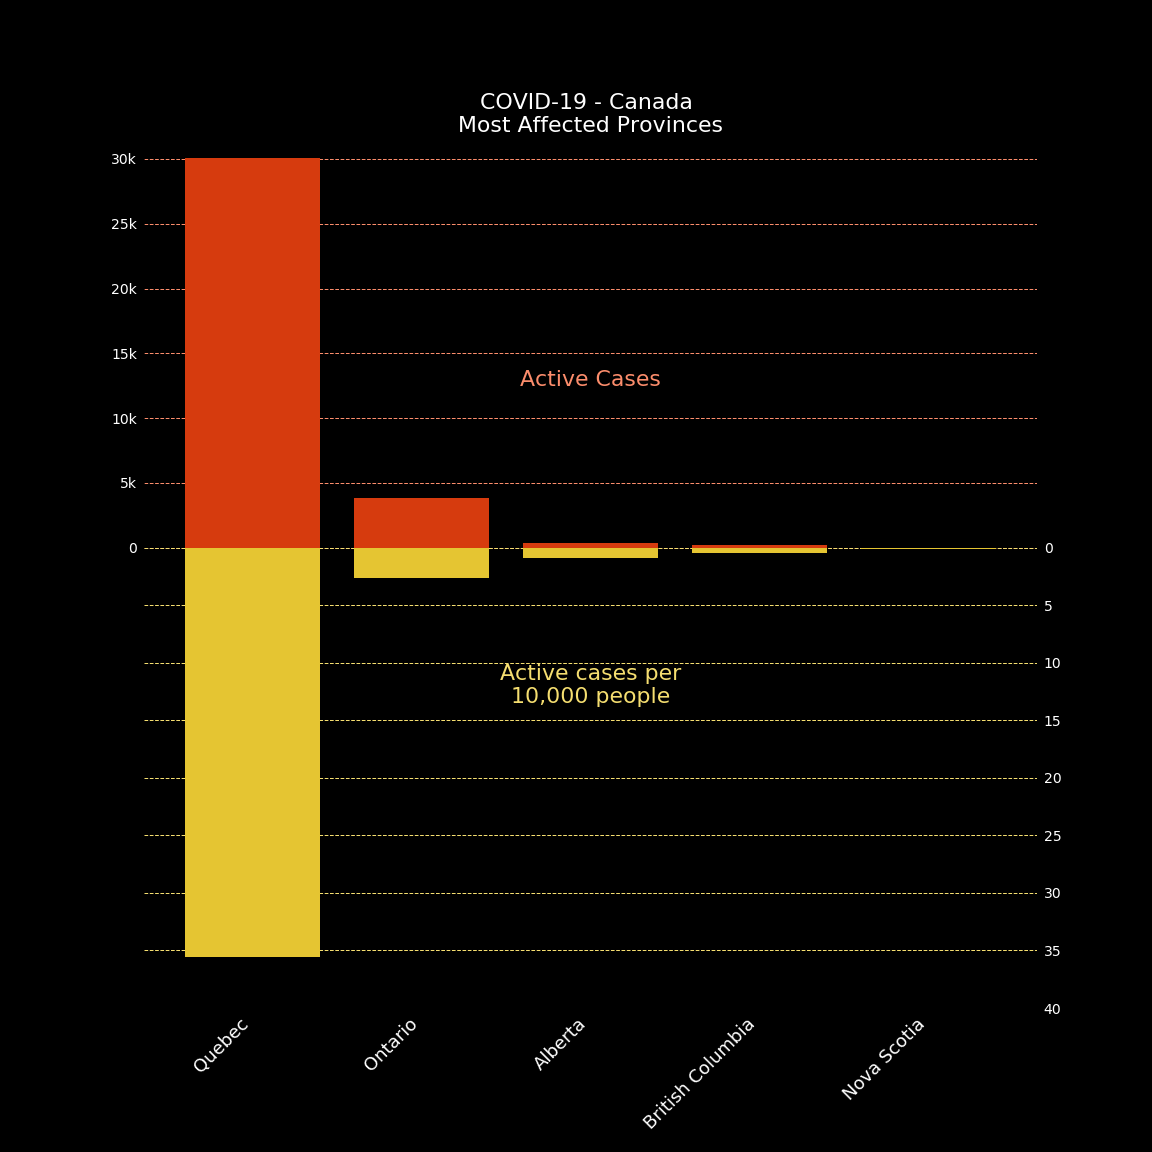 COVID-19 - Canada
Most Affected Provinces
30k
25k
20k
15k
Active Cases
10k
5k
0 0
5
10
Active cases per
10,000 people
15
20
25
30
35
40
Quebec
Ontario
Alberta
British Columbia
Nova Scotia